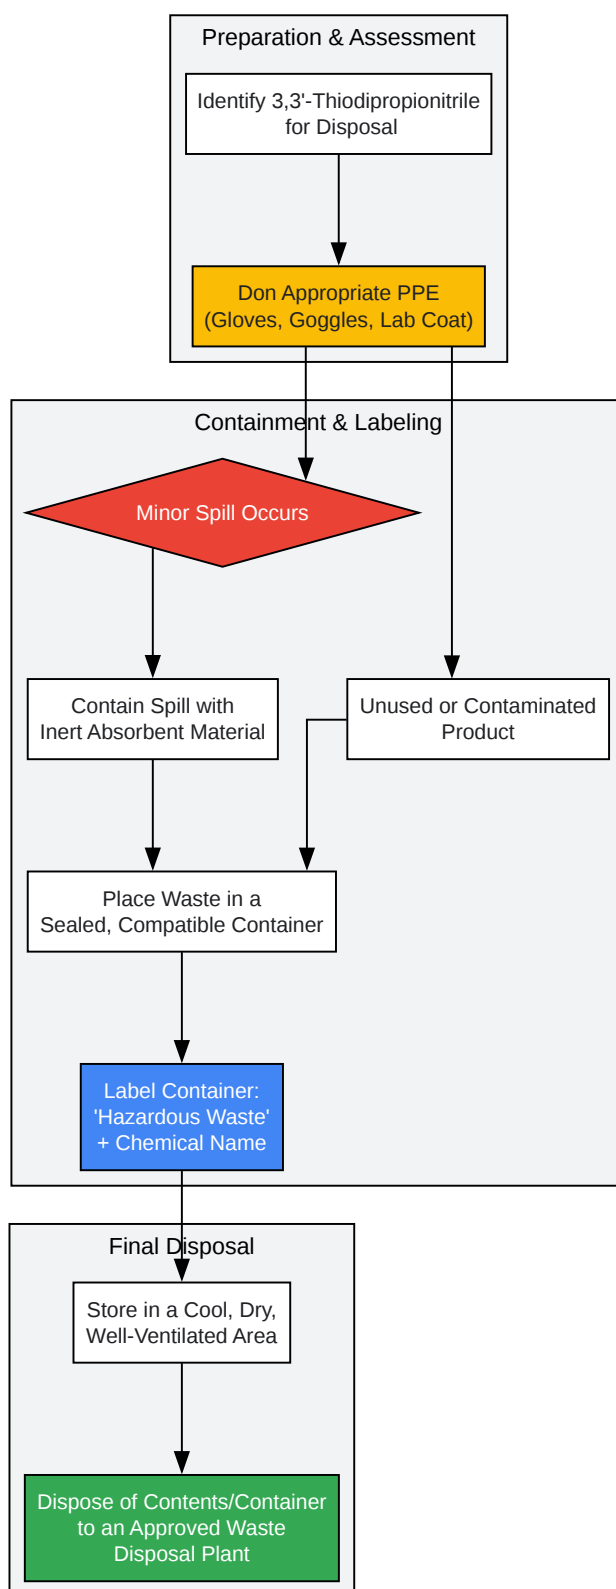 Preparation & Assessment
Identify 3,3'-Thiodipropionitrile
for Disposal
Don Appropriate PPE
(Gloves, Goggles, Lab Coat)
Containment & Labeling
Minor Spill Occurs
Contain Spill with
Inert Absorbent Material
Unused or Contaminated
Product
Place Waste in a
Sealed, Compatible Container
Label Container:
'Hazardous Waste'
+ Chemical Name
Final Disposal
Store in a Cool, Dry,
Well-Ventilated Area
Dispose of Contents/Container
to an Approved Waste
Disposal Plant